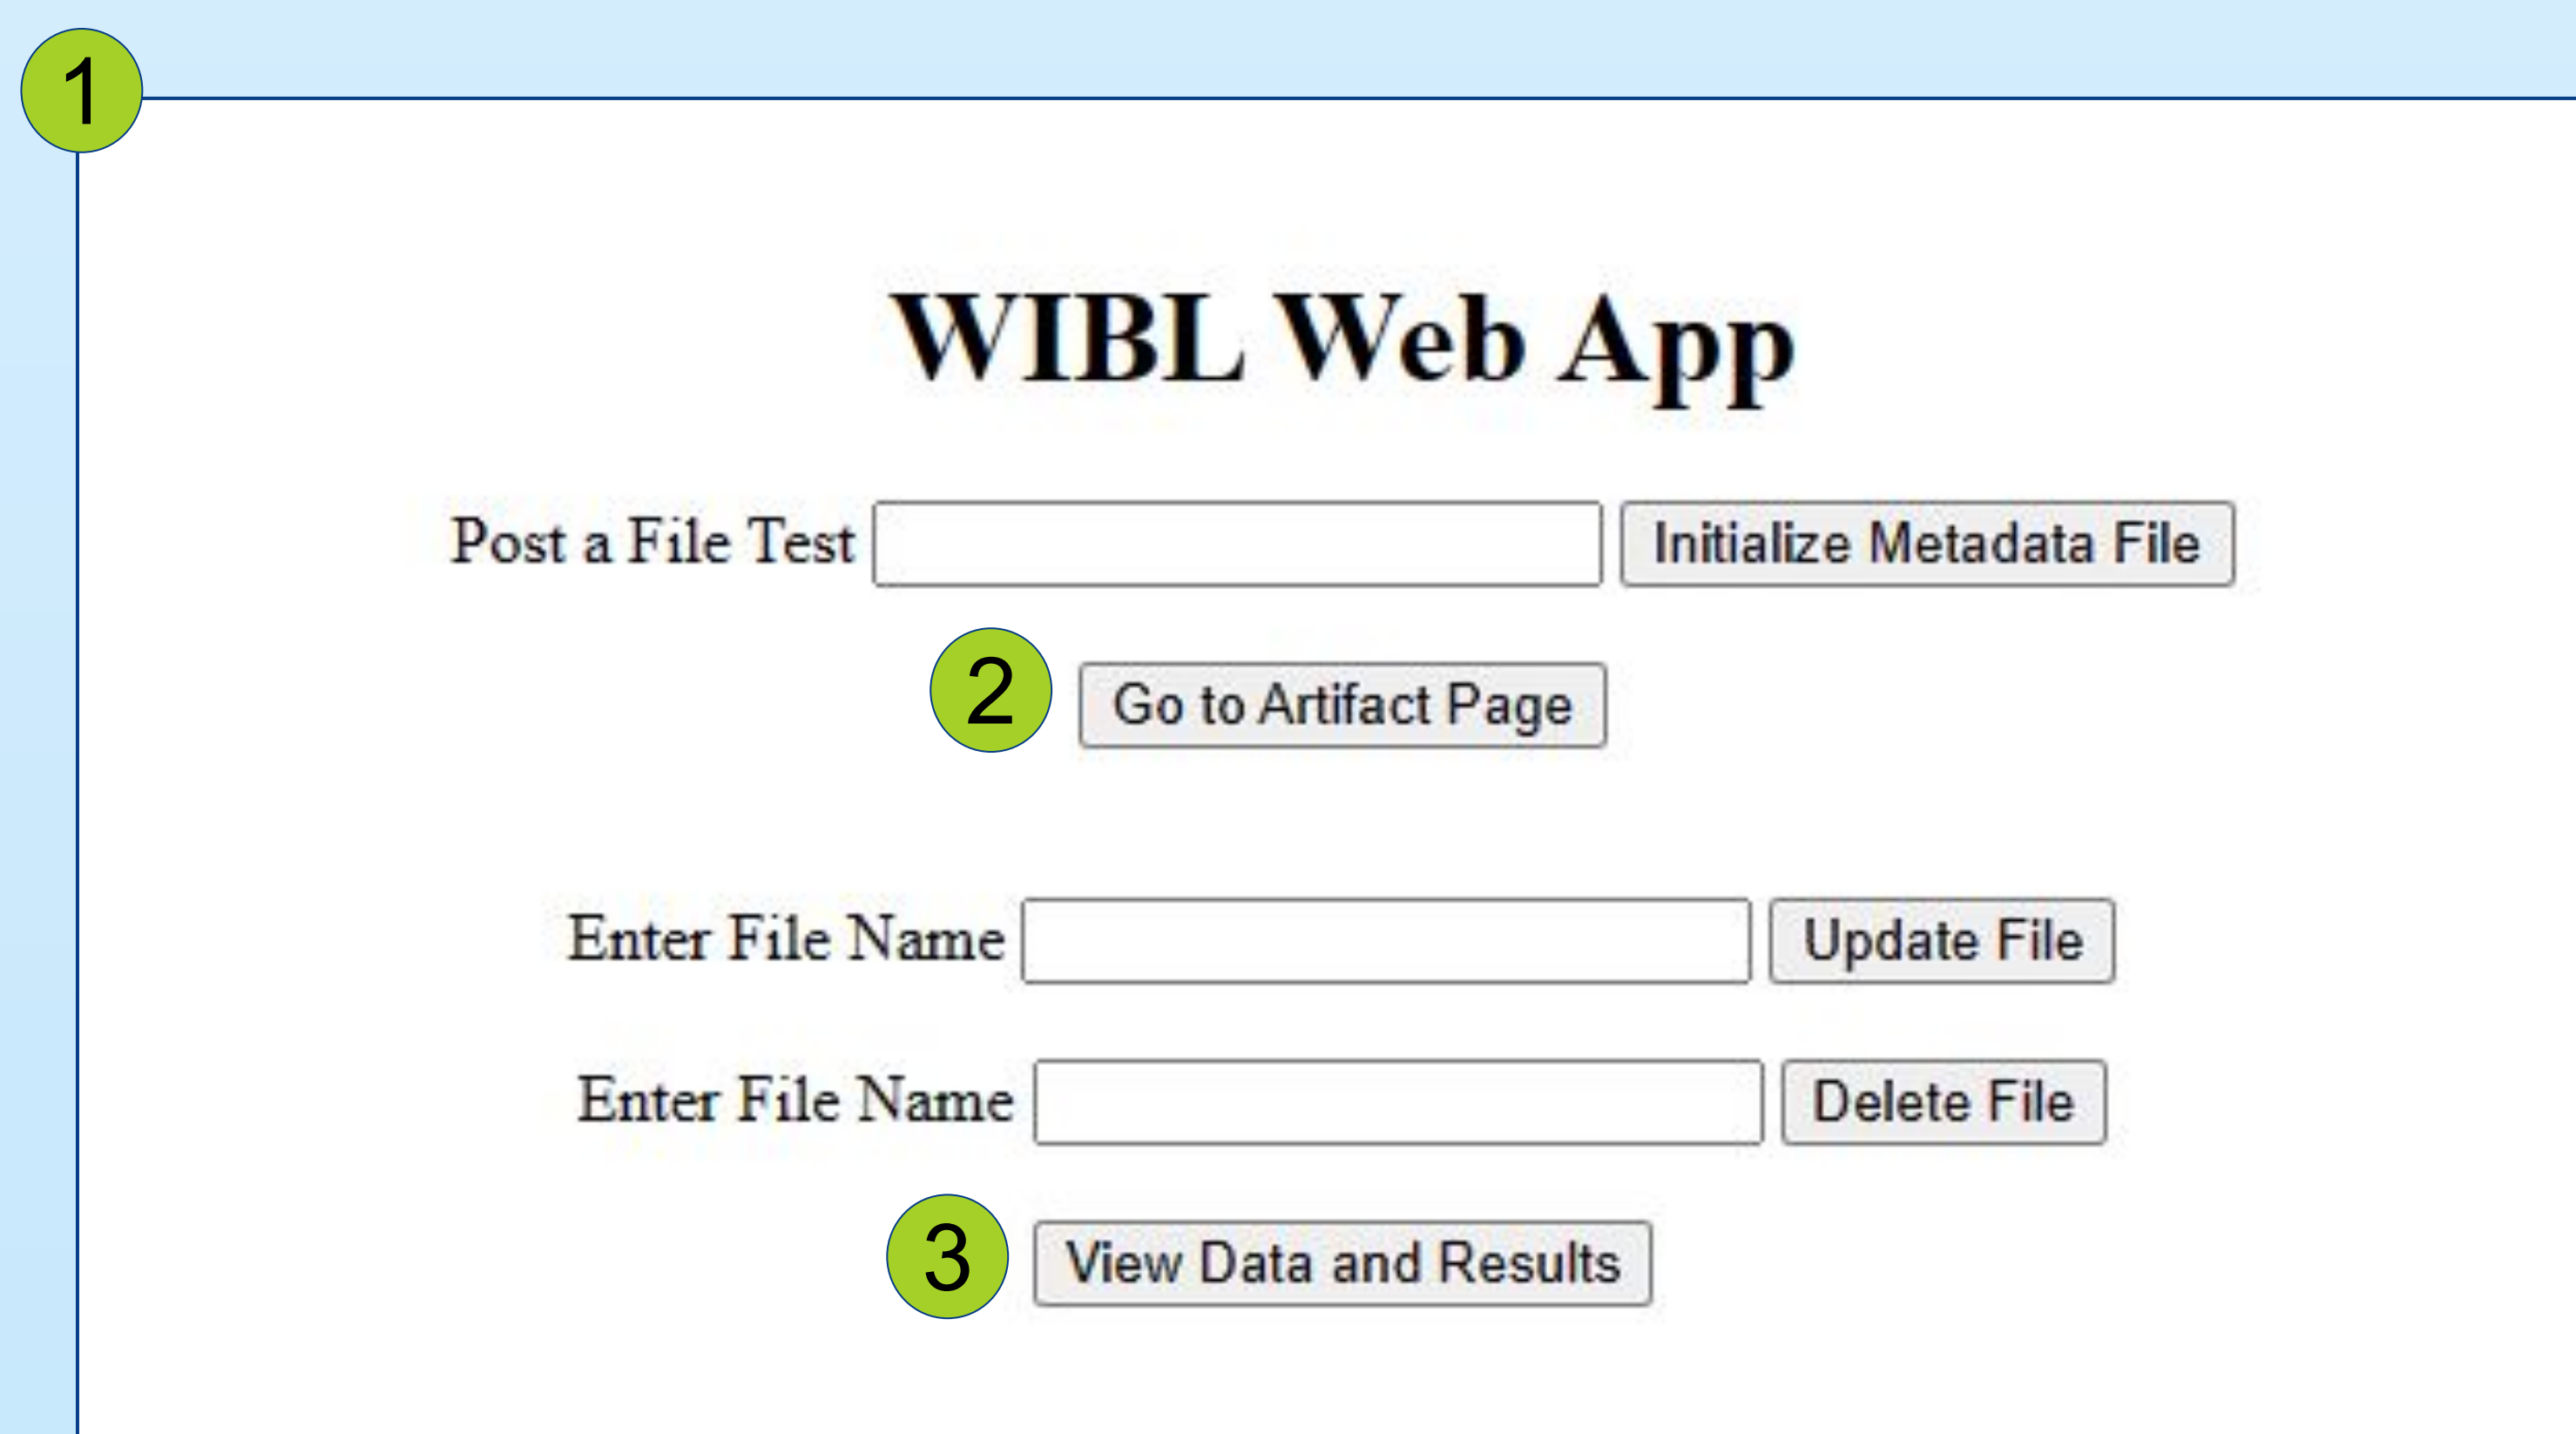 1
WIBL Web App
Post a File Test Initialize Metadata File
2 Go to Artifact Page
Enter File Name Update File
Enter File Name Delete File
3 View Data and Results